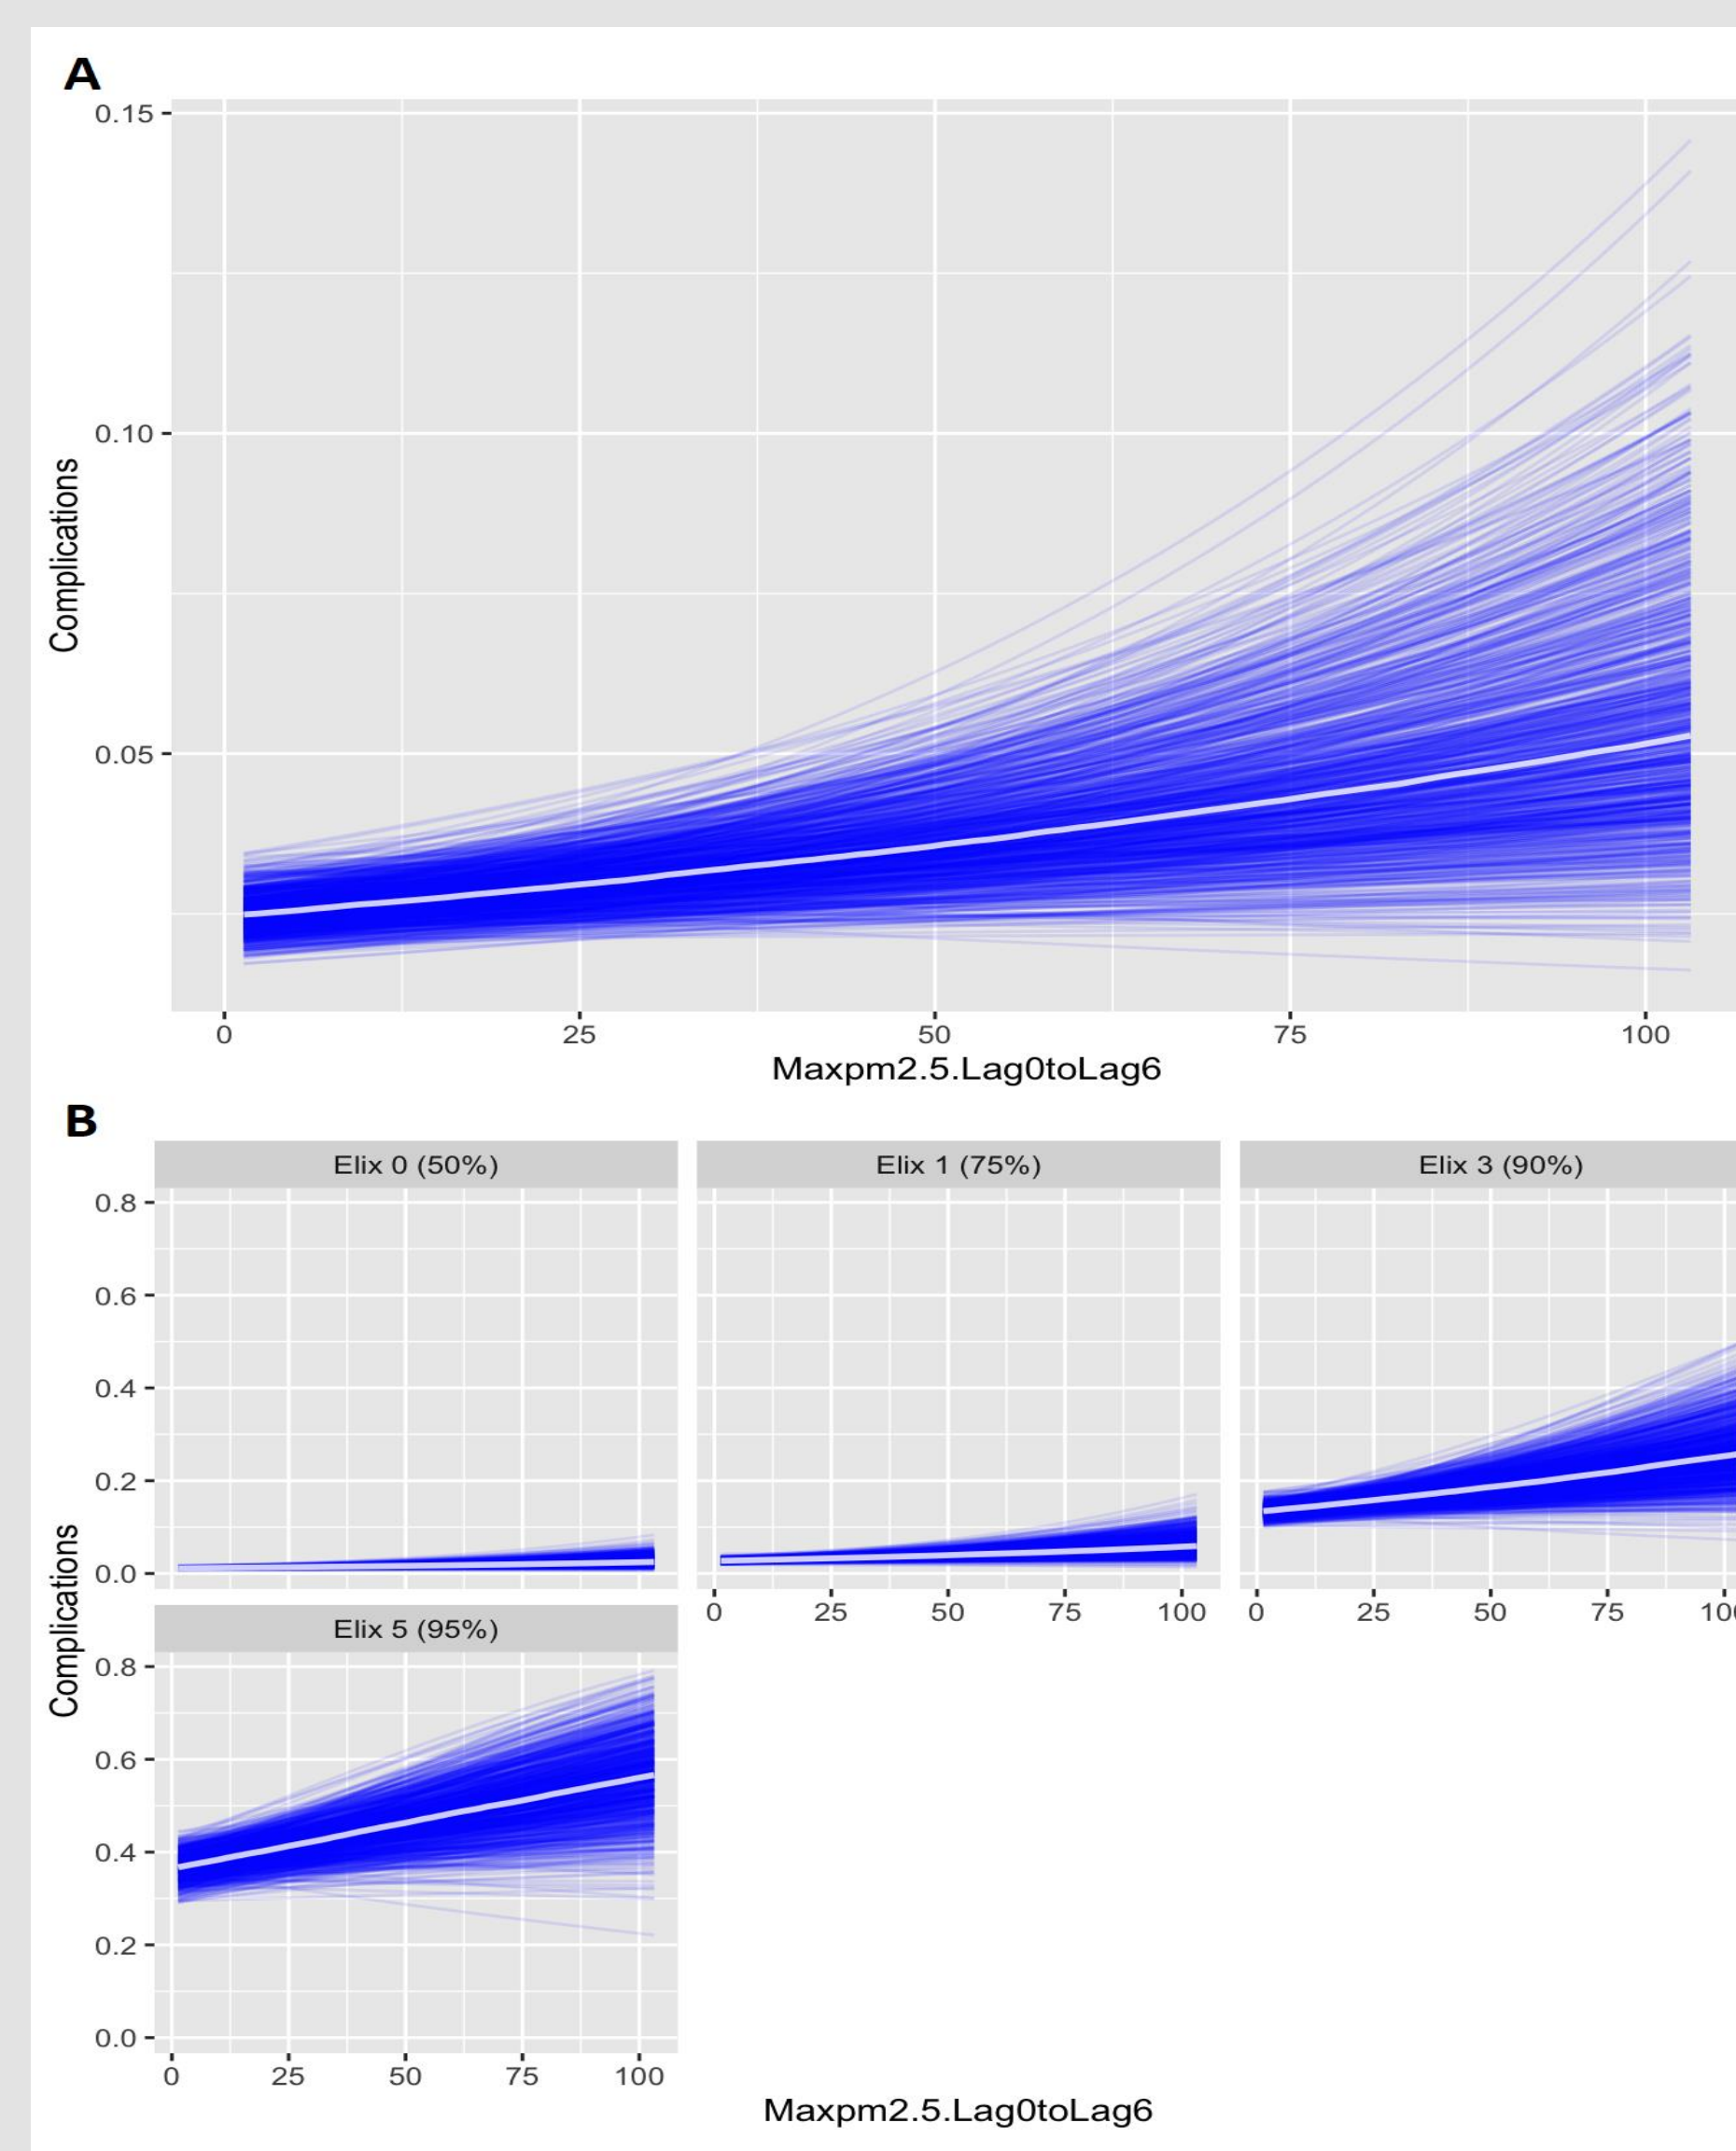 A
0.15
0.10
0.05
Complications
0 25 50 75 100
Maxpm2.5.Lag0toLag6
B
Elix 0 (50%) Elix 1 (75%) Elix 3 (90%)
0.8
0.6
0.4
0.2
0.0
0 25 50 75 100 0 25 50 75
Elix 5 (95%)
0.8
0.6
0.4
0.2
0.0
Complications
0 25 50 75 100
Maxpm2.5.Lag0toLag6